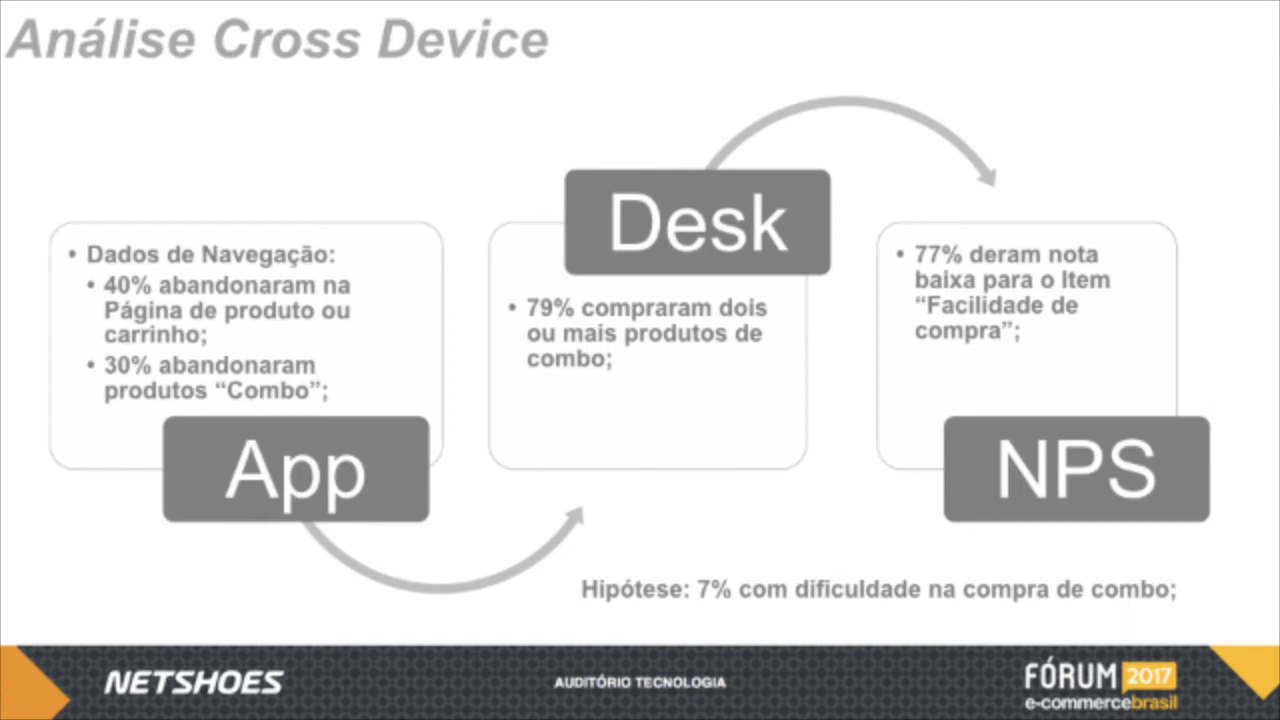 Análise Cross Device
• Dados de Navegação:
• 40% abandonaram na
Página de produto ou
carrinho;
• 30% abandonaram
produtos “Combo”;
App
Desk
• 79% compraram dois
ou mais produtos de
combo;
• 77% deram nota
baixa para o Item
“Facilidade de
compra”;
NPS
Hipótese: 7% com dificuldade na compra de combo;
NETSHOES
AUDITÓRIO TECNOLOGIA
FÓRUM 2017
e-commercebrasil